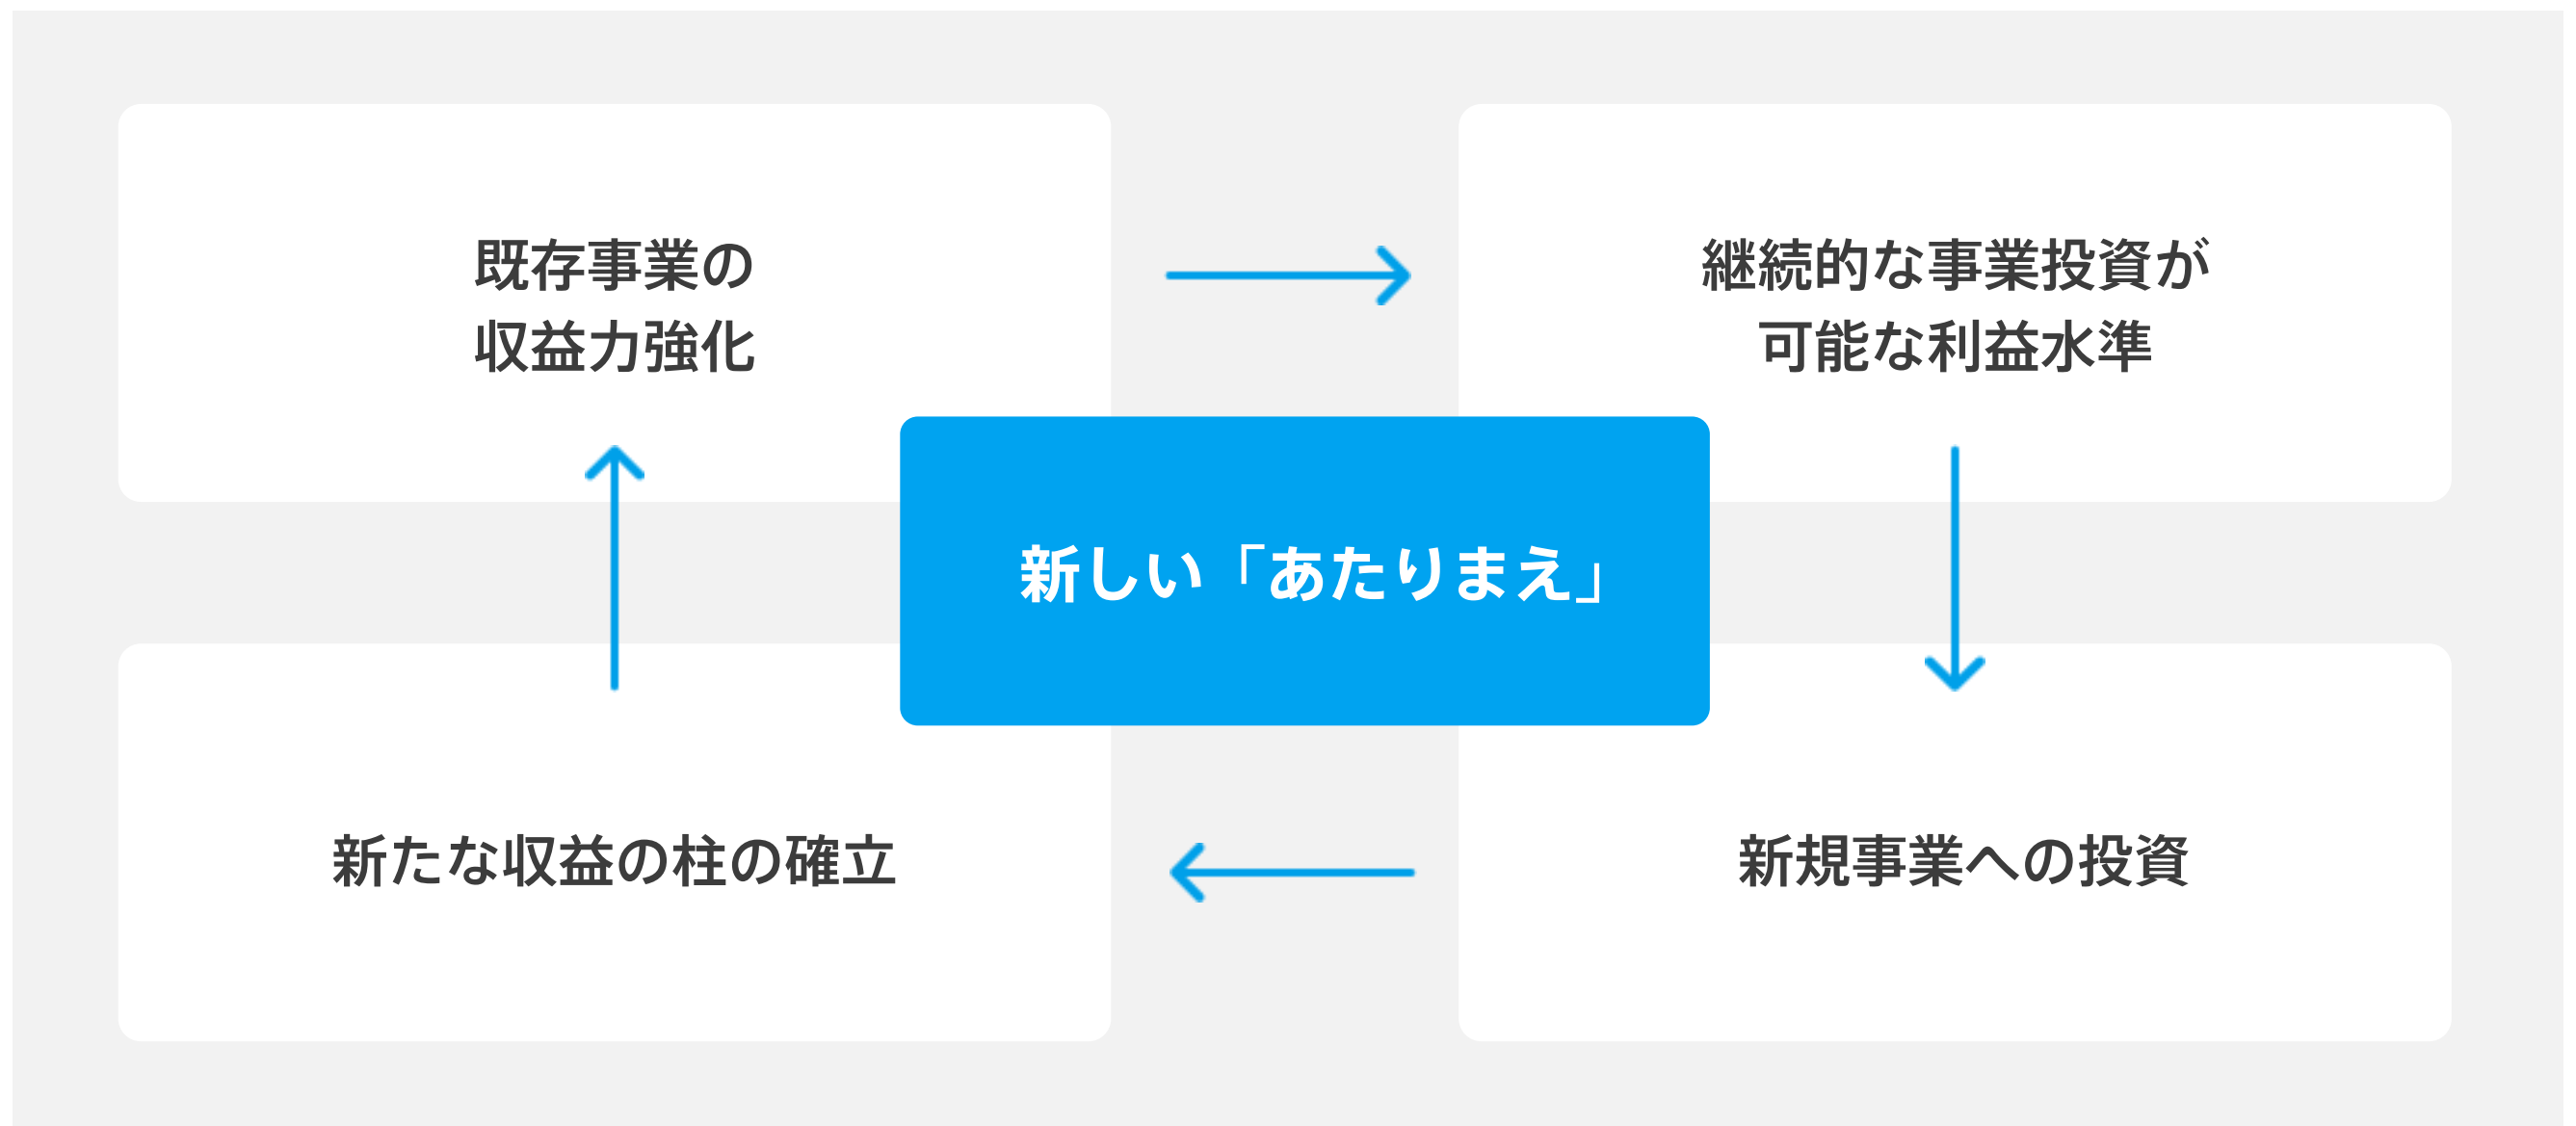 既存事業の
収益力強化
継続的な事業投資が
可能な利益水準
新しい「あたりまえ」
新たな収益の柱の確立
新規事業への投資